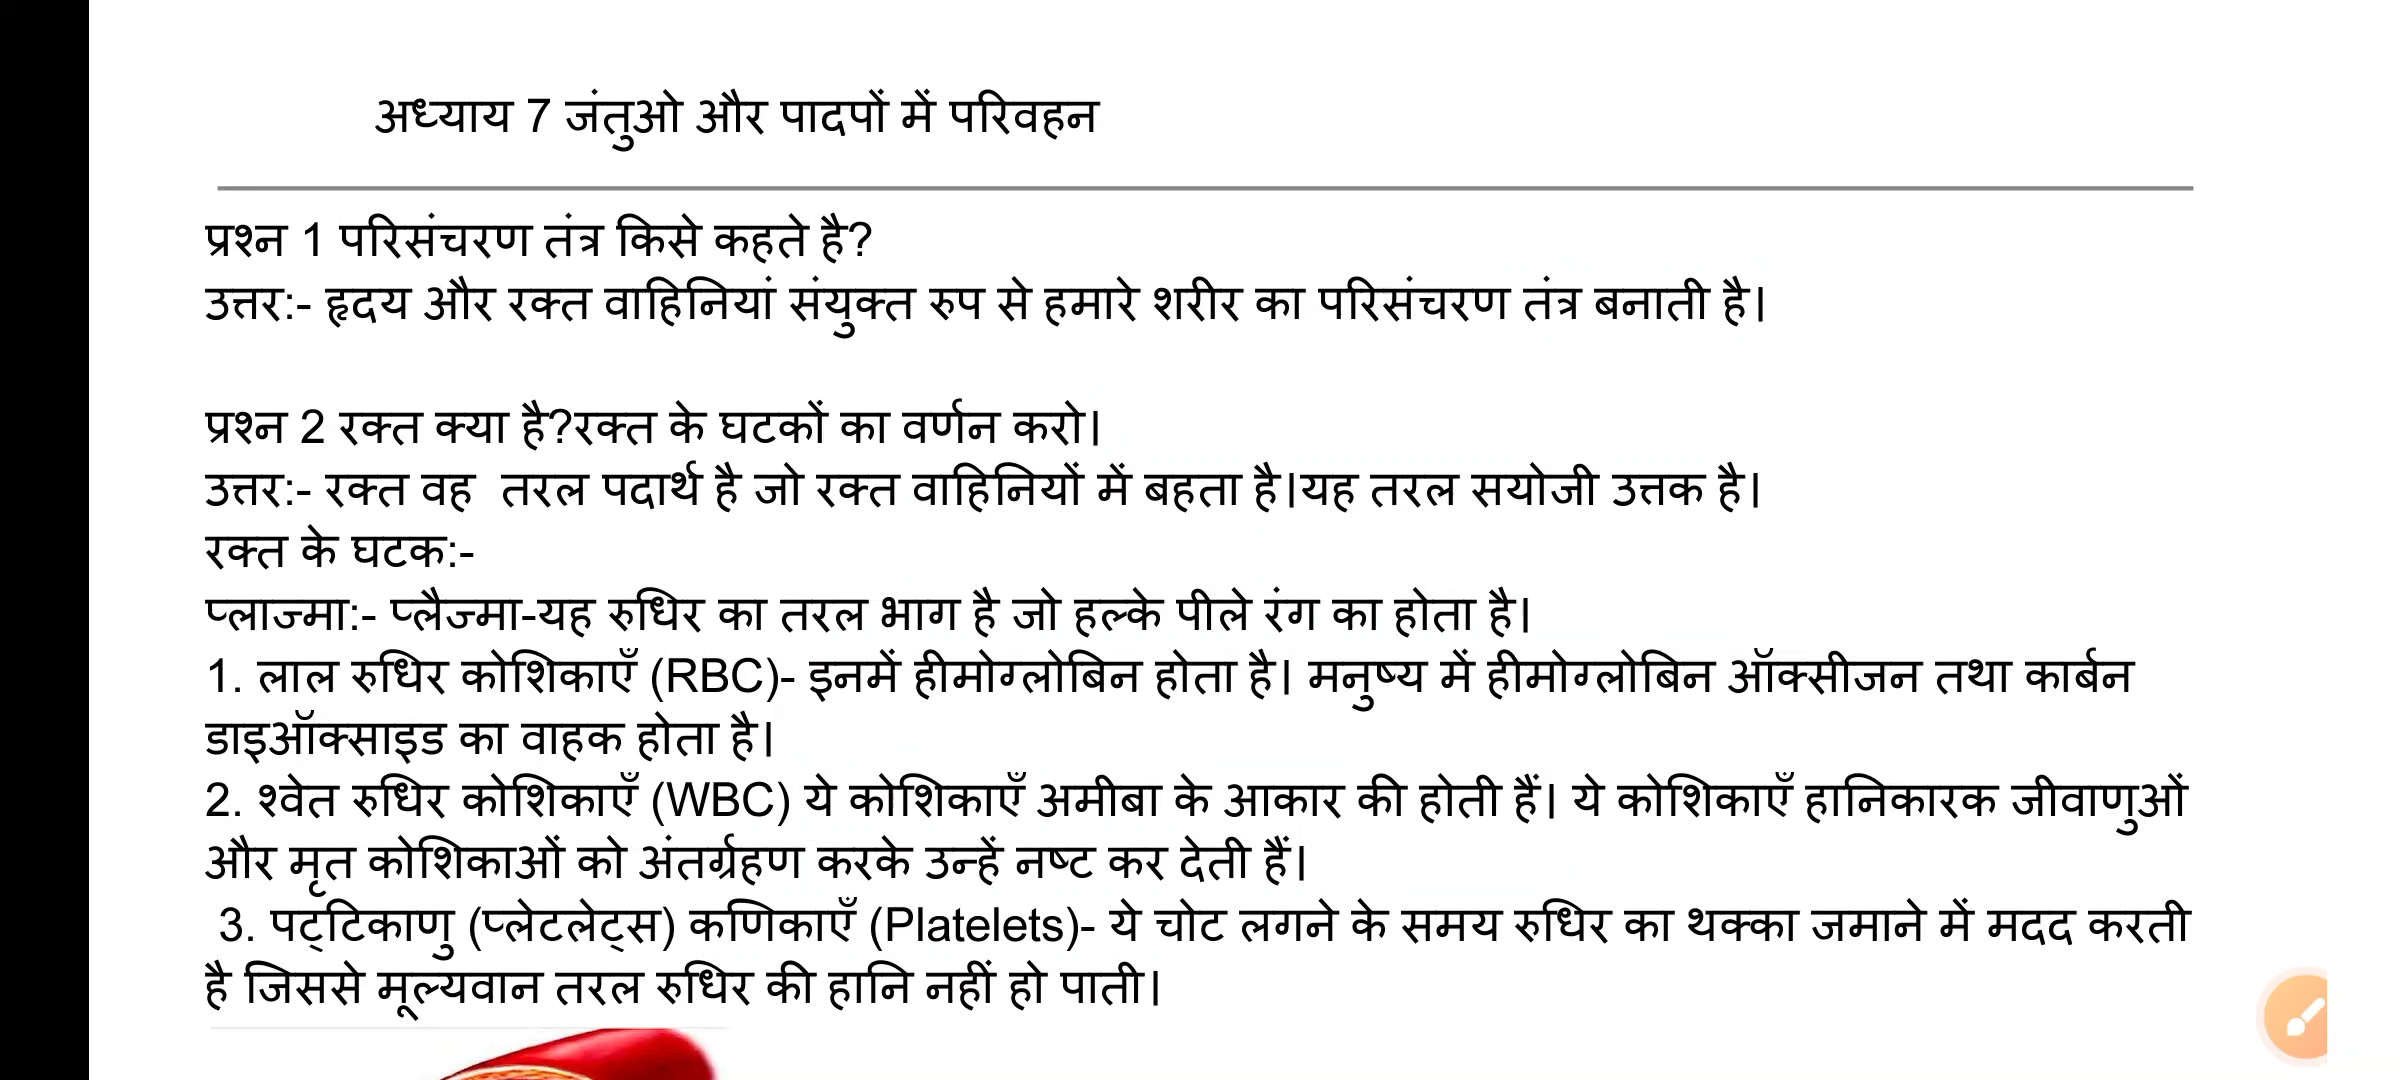 अध्याय 7 जंतुओ और पादपों में परिवहन
प्रश्न 1 परिसंचरण तंत्र किसे कहते है?
उत्तर:- हृदय और रक्त वाहिनियां संयुक्त रुप से हमारे शरीर का परिसंचरण तंत्र बनाती है।
प्रश्न 2 रक्त क्या है?रक्त के घटकों का वर्णन करो।
उत्तर:- रक्त वह  तरल पदार्थ है जो रक्त वाहिनियों में बहता है।यह तरल सयोजी उत्तक है।
रक्त के घटक:-
प्लाज्मा:- प्लैज्मा-यह रुधिर का तरल भाग है जो हल्के पीले रंग का होता है।
1. लाल रुधिर कोशिकाएँ (RBC)- इनमें हीमोग्लोबिन होता है। मनुष्य में हीमोग्लोबिन ऑक्सीजन तथा कार्बन
डाइऑक्साइड का वाहक होता है।
2. श्वेत रुधिर कोशिकाएँ (WBC) ये कोशिकाएँ अमीबा के आकार की होती हैं। ये कोशिकाएँ हानिकारक जीवाणुओं
और मृत कोशिकाओं को अंतर्ग्रहण करके उन्हें नष्ट कर देती हैं।
3. पट्टिकाणु (प्लेटलेट्स) कणिकाएँ (Platelets)- ये चोट लगने के समय रुधिर का थक्का जमाने में मदद करती
है जिससे मूल्यवान तरल रुधिर की हानि नहीं हो पाती।